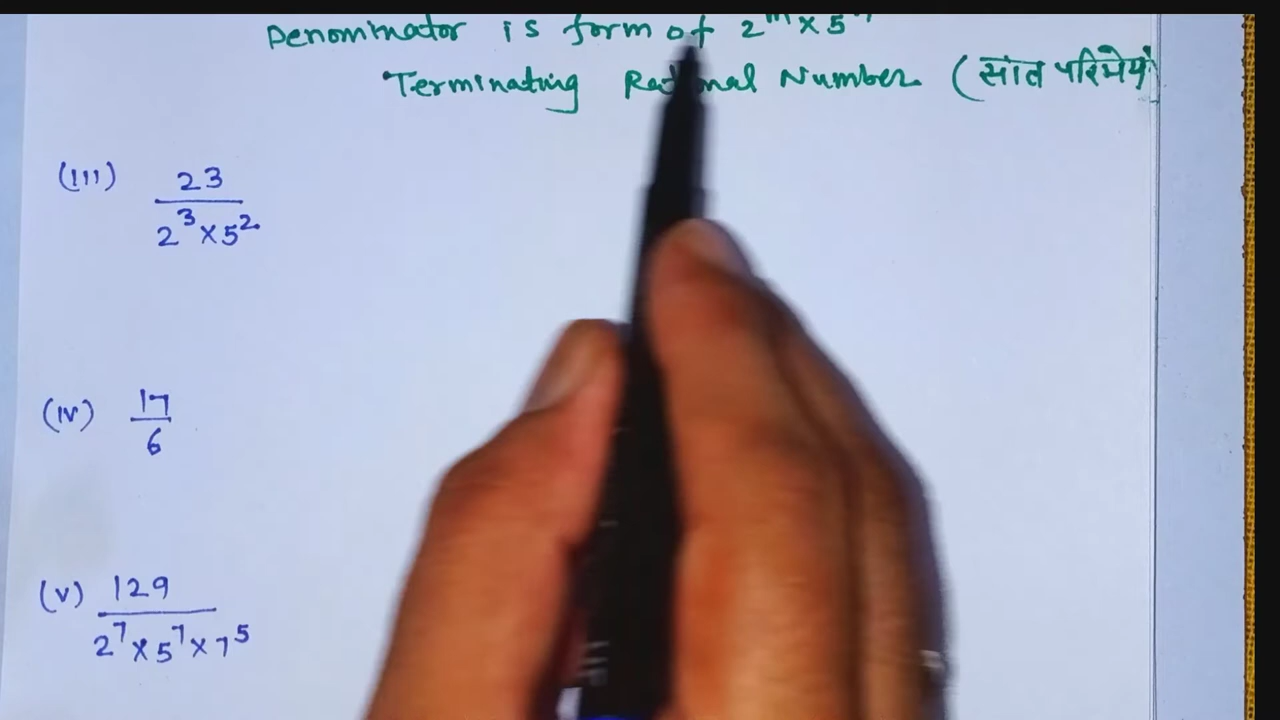 Denominator is form of 2^m × 5^n
Terminating Rational Number (सांत परिमेय
(III) 23 / 2^3 × 5^2
(IV) 17 / 6
(V) 129 / 2^7 × 5^7 × 7^5